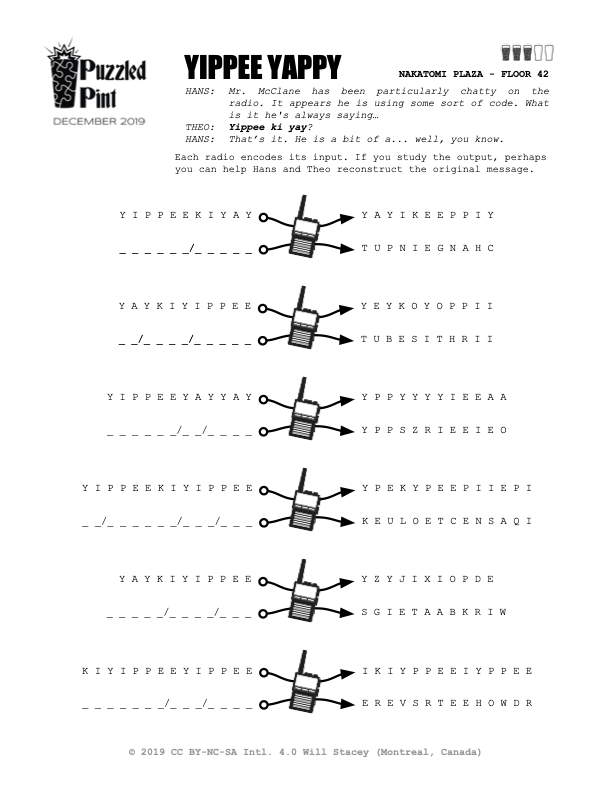 Puzzled
Pint
DECEMBER 2019
YIPPEE YAPPY
NAKATOMI PLAZA - FLOOR 42
HANS: Mr. McClane has been particularly chatty on the
radio. It appears he is using some sort of code. What
is it he's always saying…
THEO: Yippee ki yay?
HANS: That's it. He is a bit of a... well, you know.
Each radio encodes its input. If you study the output, perhaps
you can help Hans and Theo reconstruct the original message.
Y I P P E E K I Y A Y Y A Y I K E E P P I Y
_ _ _ _ _ _/_ _ _ _ _ T U P N I E G N A H C
Y A Y K I Y I P P E E Y E Y K O Y O P P I I
_ _/_ _ _ _/_ _ _ _ _ T U B E S I T H R I I
Y I P P E E Y A Y Y A Y Y P P Y Y Y Y I E E A A
_ _ _ _ _ _/_ _/_ _ _ _ Y P P S Z R I E E I E O
Y I P P E E K I Y I P P E E Y P E K Y P E E P I I E P I
_ _/_ _ _ _ _ _/_ _ _/_ _ _ K E U L O E T C E N S A Q I
Y A Y K I Y I P P E E Y Z Y J I X I O P D E
_ _ _ _ _/_ _ _ _/_ _ _ S G I E T A A B K R I W
K I Y I P P E E Y I P P E E I K I Y P P E E I Y P P E E
_ _ _ _ _ _ _/_ _ _/_ _ _ _ E R E V S R T E E H O W D R
© 2019 CC BY-NC-SA Intl. 4.0 Will Stacey (Montreal, Canada)